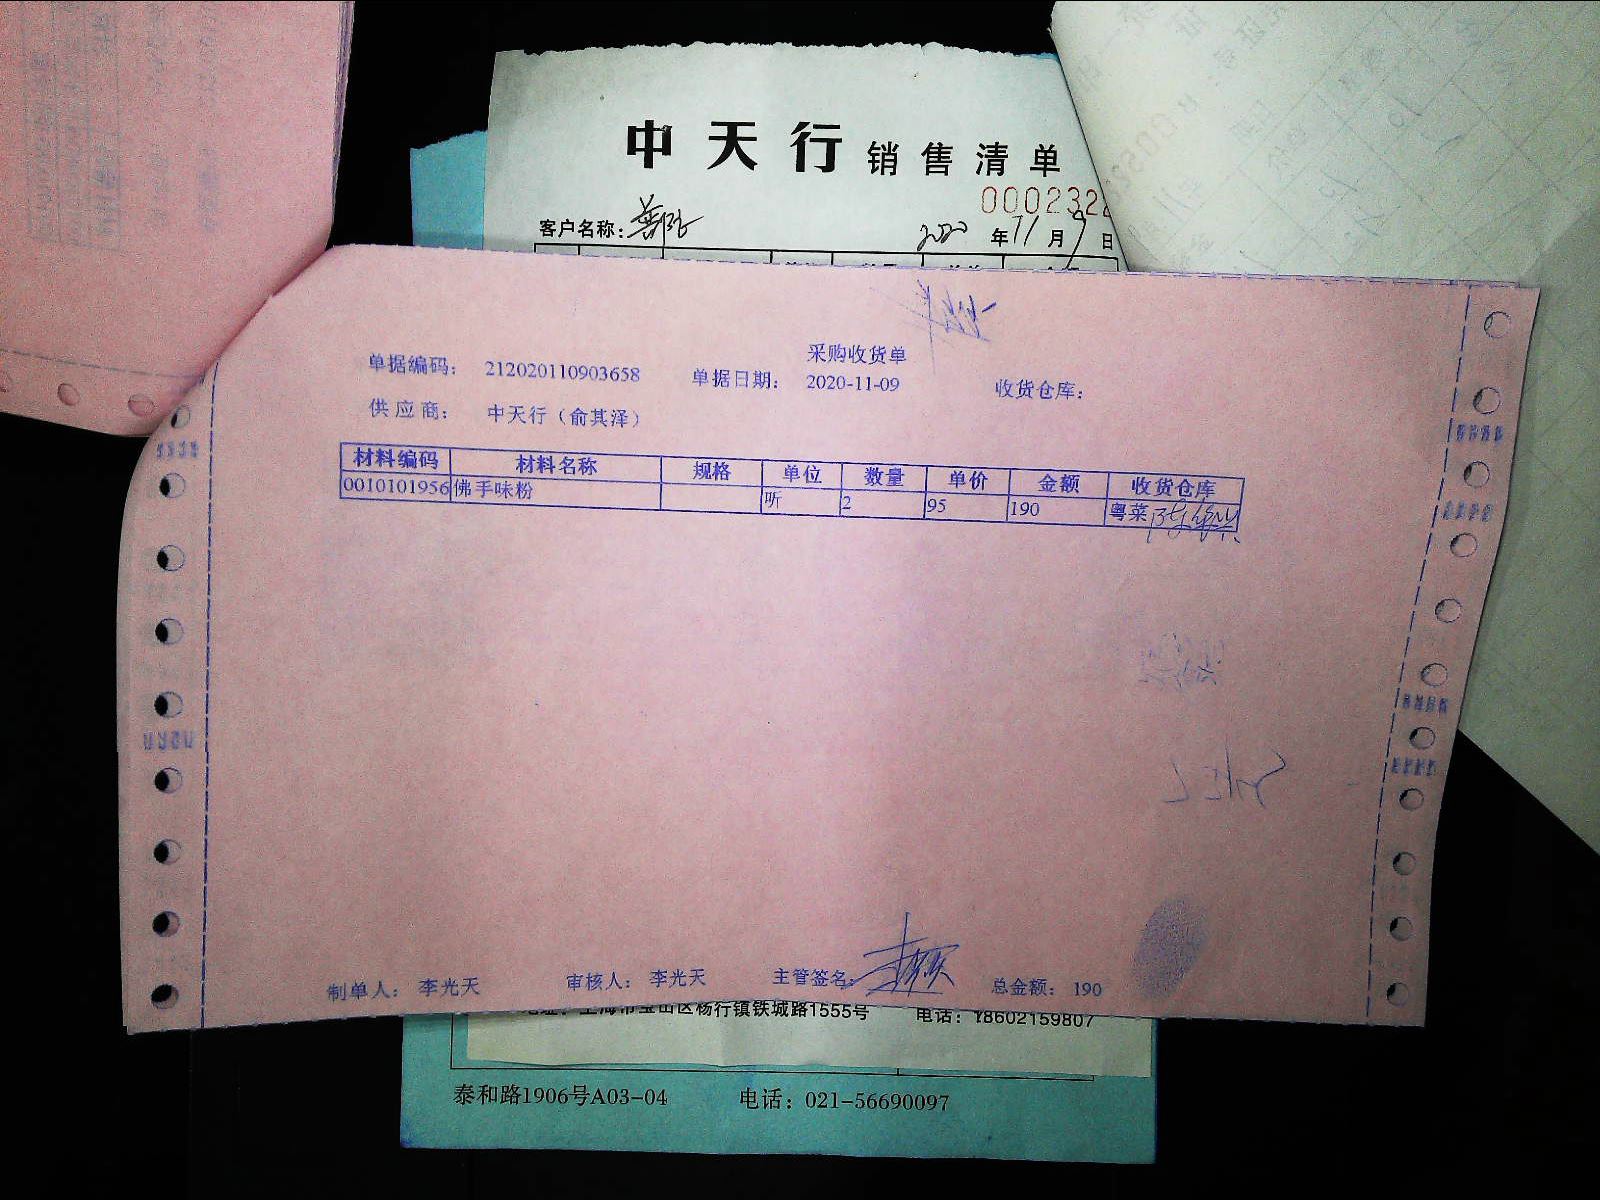 中天行 销售清单
000232
客户名称:
2020 年 11 月 9 日
采购收货单
单据编码: 212020110903658 单据日期: 2020-11-09 收货仓库:
供应商: 中天行(俞其泽)
材料编码 材料名称 规格 单位 数量 单价 金额 收货仓库
0010101956 佛手味粉 听 2 95 190 粤菜
制单人: 李光天 审核人: 李光天 主管签名: 总金额: 190
地址: 上海市宝山区杨行镇铁城路1555号 电话: 18602159807
泰和路1906号A03-04 电话: 021-56690097